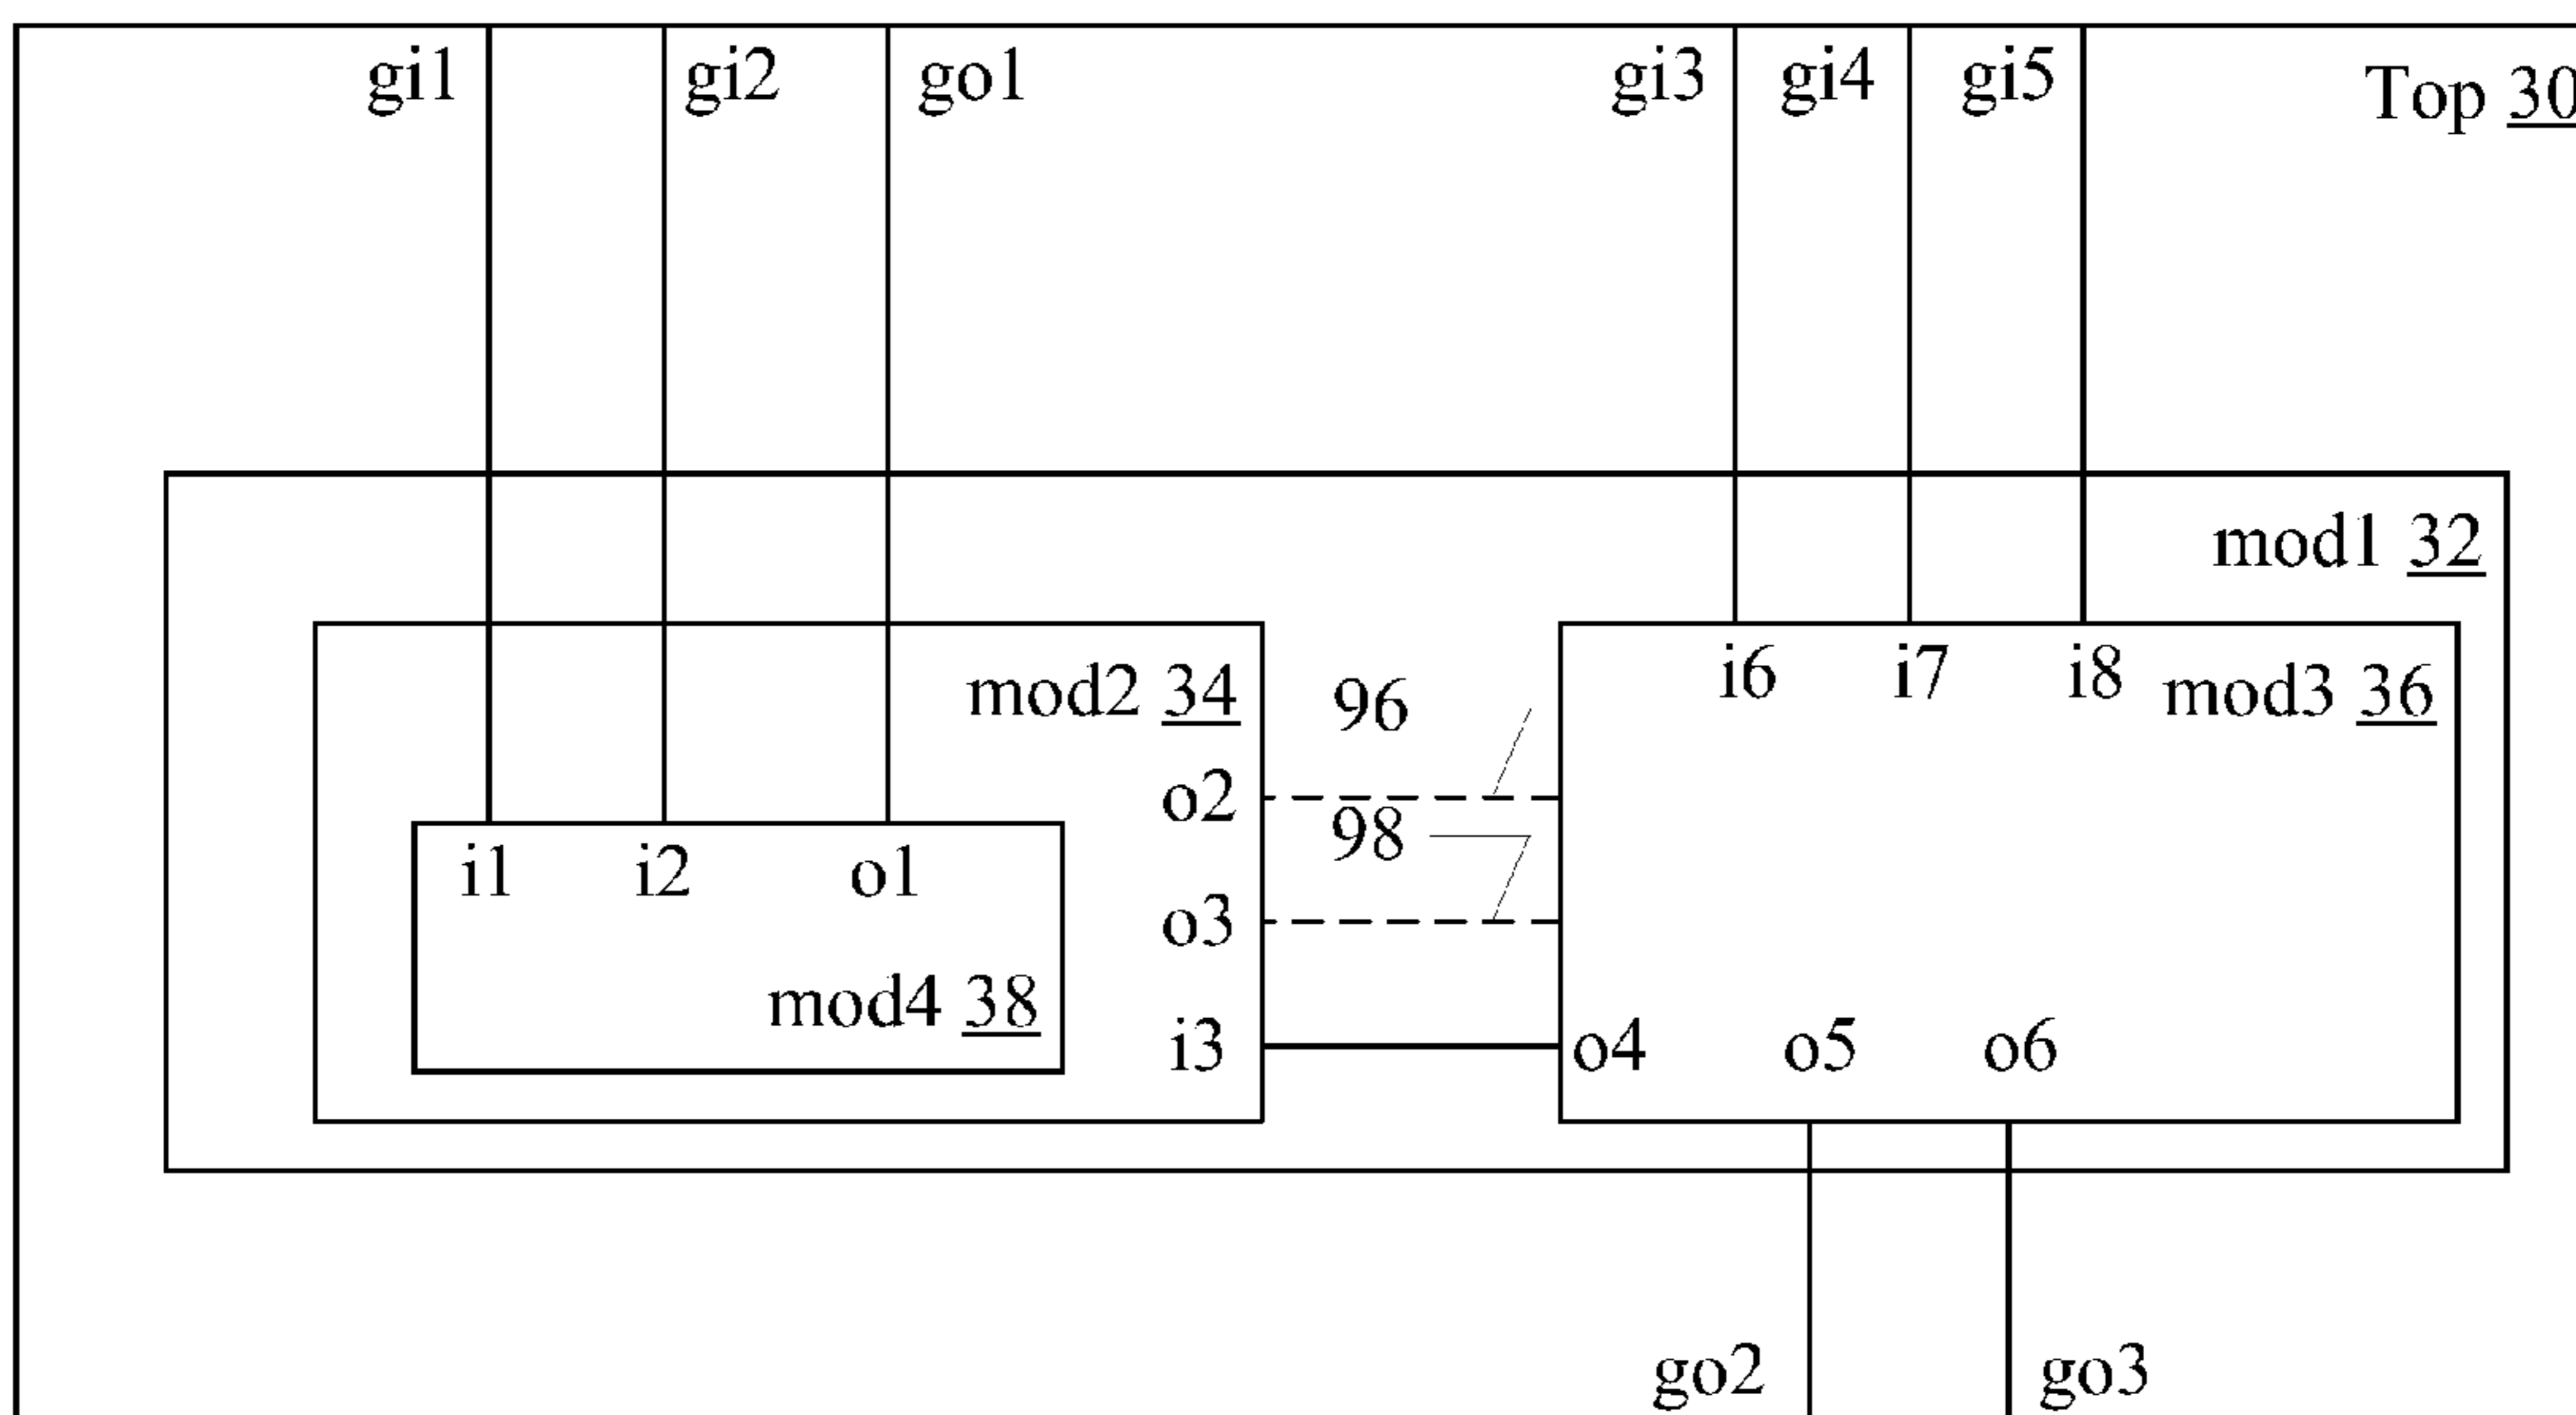 gi1 gi2 go1 gi3 gi4 gi5 Top 30
mod1 32
mod2 34 96 i6 i7 i8 mod3 36
o2
98
i1 i2 o1
o3
mod4 38
i3 o4 o5 o6
go2 go3